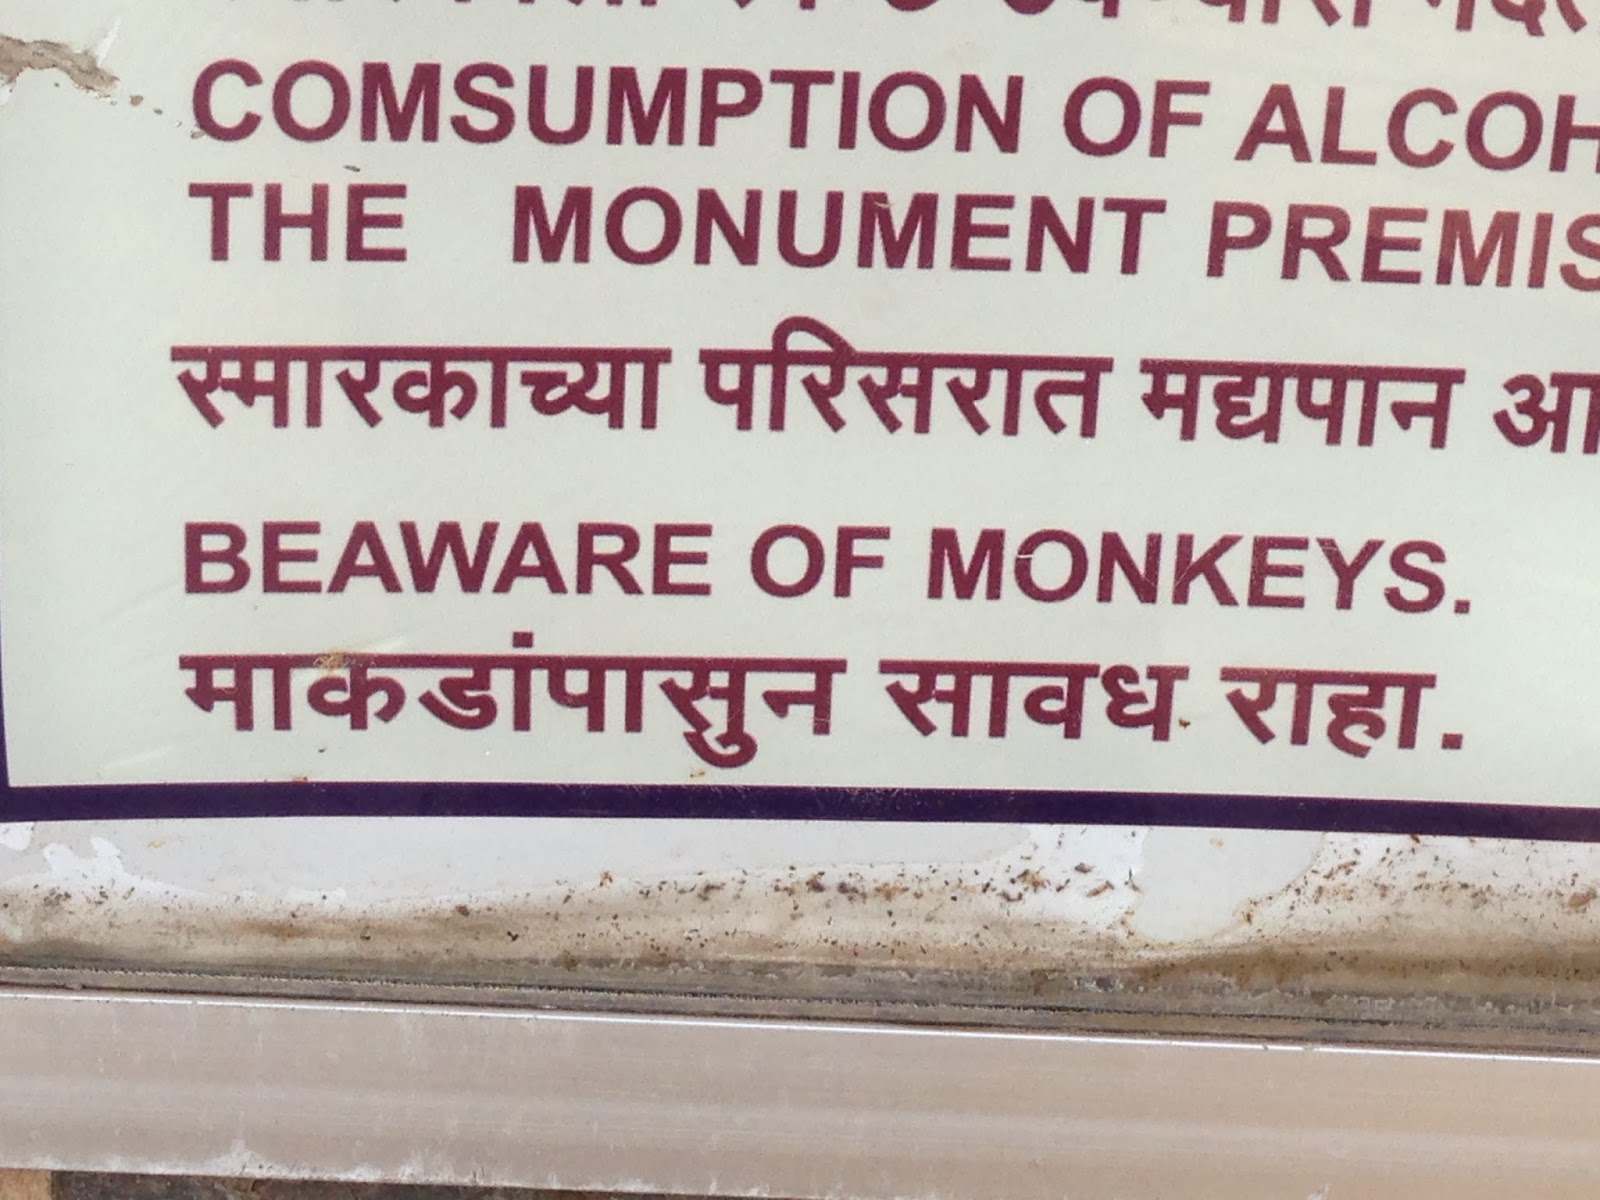 COMSUMPTION OF ALCOH
THE MONUMENT PREMIS
स्मारकाच्या परिसरात मद्यपान आ
BEAWARE OF MONKEYS.
माकडांपासुन सावध राहा.